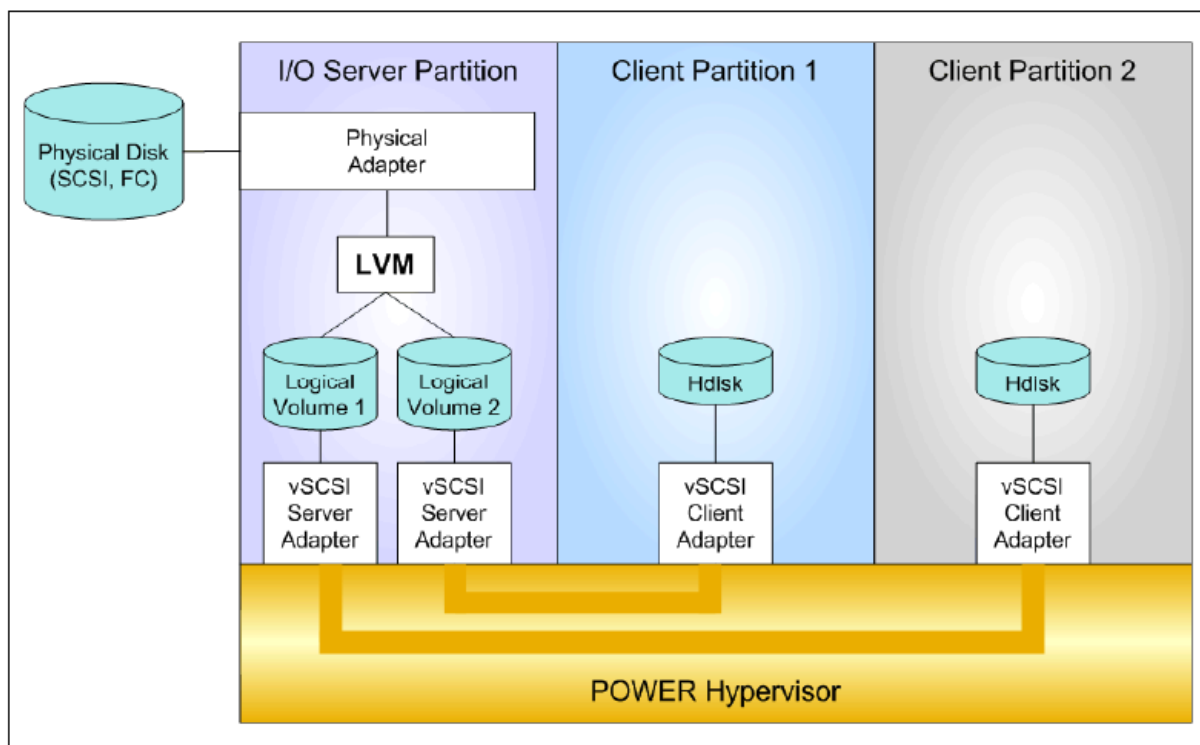 I/O Server Partition
Client Partition 1
Client Partition 2
Physical Disk
(SCSI, FC)
Physical
Adapter
LVM
Logical
Volume 1
Logical
Volume 2
Hdisk
Hdisk
vSCSI
Server
Adapter
vSCSI
Server
Adapter
vSCSI
Client
Adapter
vSCSI
Client
Adapter
POWER Hypervisor